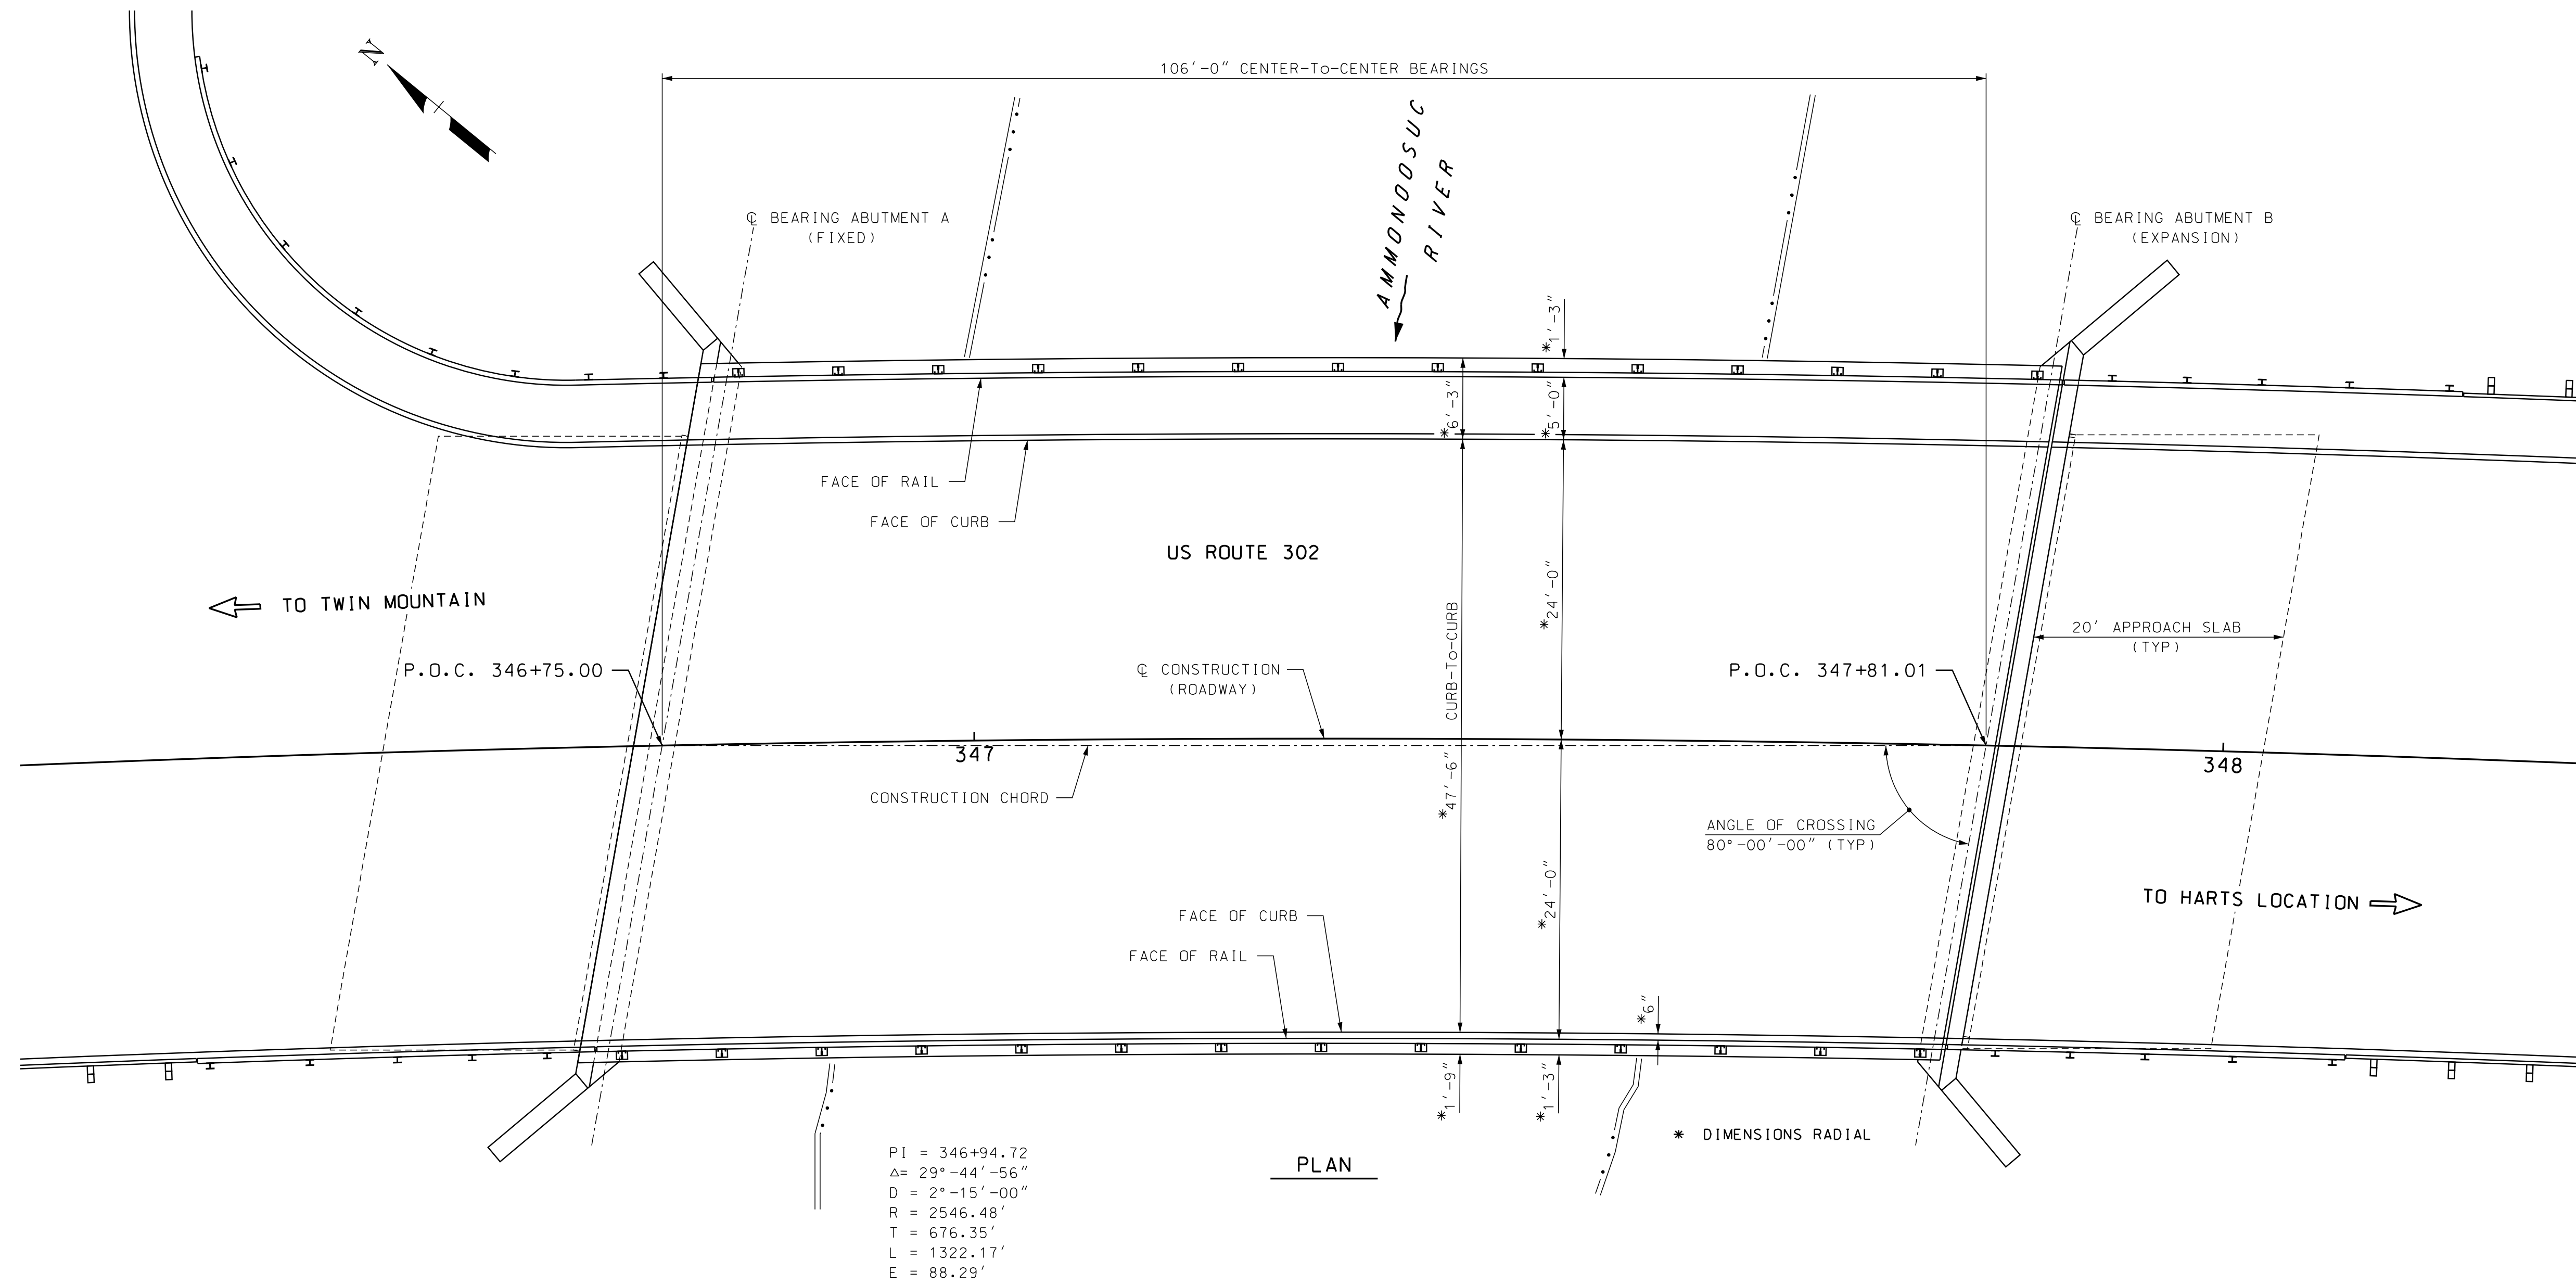 N
106'-0" CENTER-To-CENTER BEARINGS
AMMONOOSUC
RIVER
℄ BEARING ABUTMENT A
(FIXED)
℄ BEARING ABUTMENT B
(EXPANSION)
*1'-3"
*6'-3"
*5'-0"
FACE OF RAIL
FACE OF CURB
US ROUTE 302
*24'-0"
TO TWIN MOUNTAIN
20' APPROACH SLAB
(TYP)
P.O.C. 346+75.00
℄ CONSTRUCTION
(ROADWAY)
P.O.C. 347+81.01
*47'-6" CURB-To-CURB
347
348
CONSTRUCTION CHORD
ANGLE OF CROSSING
80°-00'-00" (TYP)
*24'-0"
TO HARTS LOCATION
FACE OF CURB
FACE OF RAIL
*6"
*1'-9"
*1'-3"
* DIMENSIONS RADIAL
PLAN
PI = 346+94.72
△= 29°-44'-56"
D = 2°-15'-00"
R = 2546.48'
T = 676.35'
L = 1322.17'
E = 88.29'